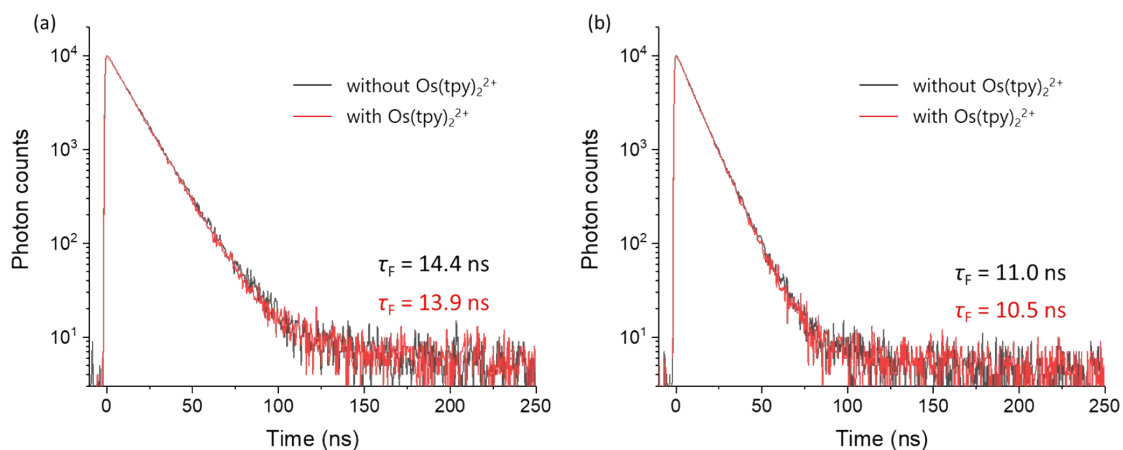 (a)
10⁴
10³
10²
10¹
Photon counts
without Os(tpy)₂²⁺
with Os(tpy)₂²⁺
τF = 14.4 ns
τF = 13.9 ns
0 50 100 150 200 250
Time (ns)
(b)
10⁴
10³
10²
10¹
Photon counts
without Os(tpy)₂²⁺
with Os(tpy)₂²⁺
τF = 11.0 ns
τF = 10.5 ns
0 50 100 150 200 250
Time (ns)